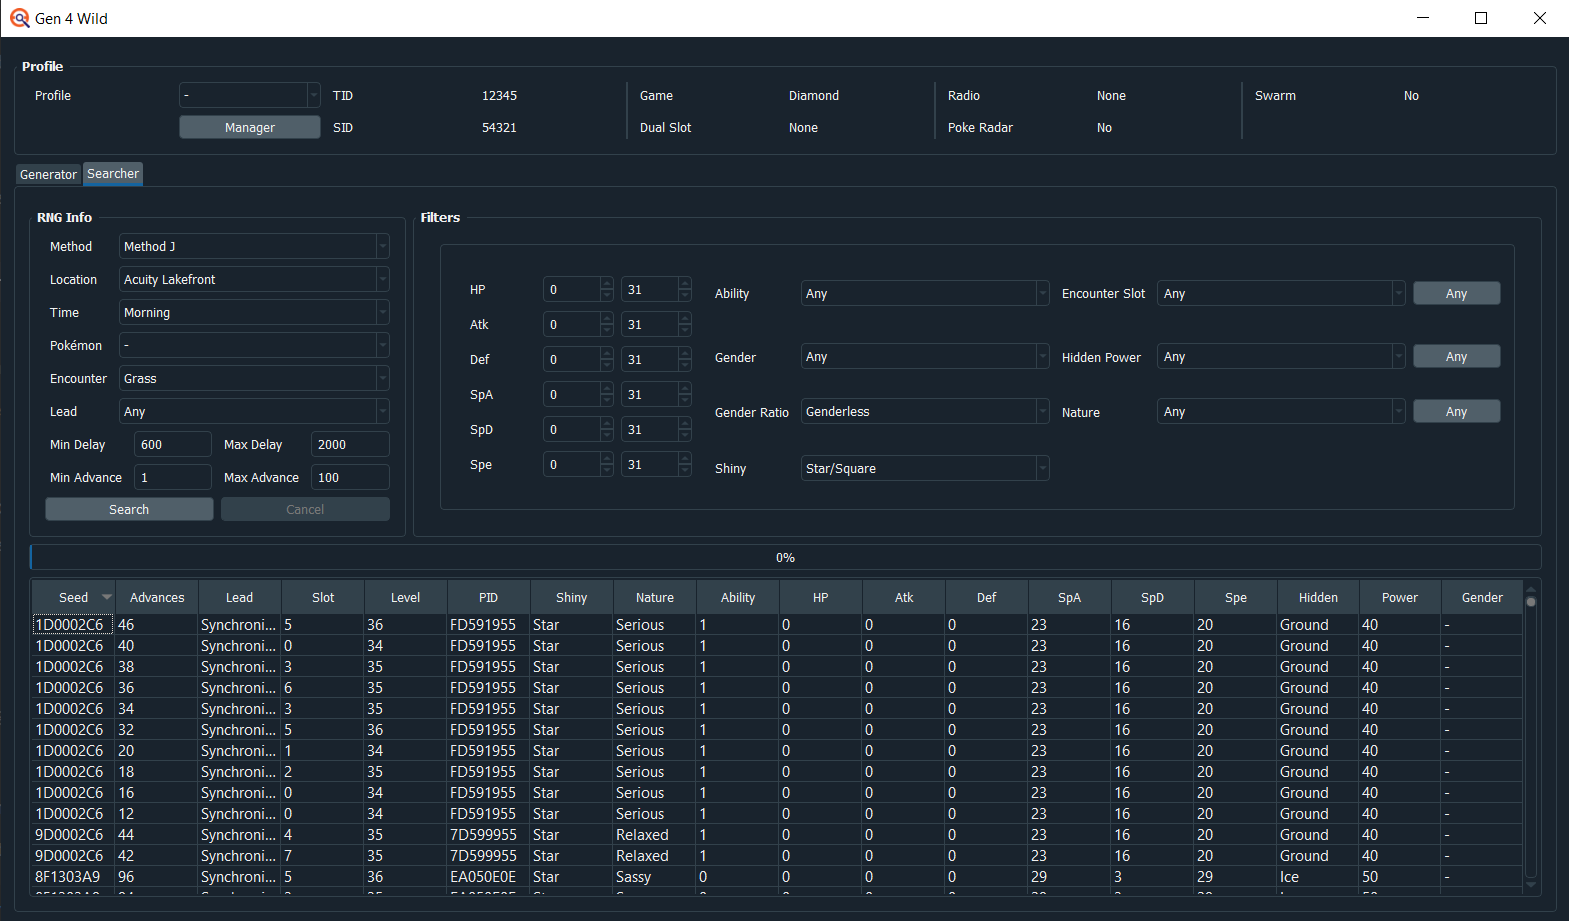 Gen 4 Wild
Profile
Profile - TID 12345 Game Diamond Radio None Swarm No
Manager SID 54321 Dual Slot None Poke Radar No
Generator Searcher
RNG Info
Method Method J
Location Acuity Lakefront
Time Morning
Pokémon -
Encounter Grass
Lead Any
Min Delay 600 Max Delay 2000
Min Advance 1 Max Advance 100
Search Cancel
Filters
HP 0 31
Atk 0 31
Def 0 31
SpA 0 31
SpD 0 31
Spe 0 31
Ability Any
Gender Any
Gender Ratio Genderless
Shiny Star/Square
Encounter Slot Any Any
Hidden Power Any Any
Nature Any Any
0%
Seed Advances Lead Slot Level PID Shiny Nature Ability HP Atk Def SpA SpD Spe Hidden Power Gender
1D0002C6 46 Synchroni... 5 36 FD591955 Star Serious 1 0 0 0 23 16 20 Ground 40 -
1D0002C6 40 Synchroni... 0 34 FD591955 Star Serious 1 0 0 0 23 16 20 Ground 40 -
1D0002C6 38 Synchroni... 3 35 FD591955 Star Serious 1 0 0 0 23 16 20 Ground 40 -
1D0002C6 36 Synchroni... 6 35 FD591955 Star Serious 1 0 0 0 23 16 20 Ground 40 -
1D0002C6 34 Synchroni... 3 35 FD591955 Star Serious 1 0 0 0 23 16 20 Ground 40 -
1D0002C6 32 Synchroni... 5 36 FD591955 Star Serious 1 0 0 0 23 16 20 Ground 40 -
1D0002C6 20 Synchroni... 1 34 FD591955 Star Serious 1 0 0 0 23 16 20 Ground 40 -
1D0002C6 18 Synchroni... 2 35 FD591955 Star Serious 1 0 0 0 23 16 20 Ground 40 -
1D0002C6 16 Synchroni... 0 34 FD591955 Star Serious 1 0 0 0 23 16 20 Ground 40 -
1D0002C6 12 Synchroni... 0 34 FD591955 Star Serious 1 0 0 0 23 16 20 Ground 40 -
9D0002C6 44 Synchroni... 4 35 7D599955 Star Relaxed 1 0 0 0 23 16 20 Ground 40 -
9D0002C6 42 Synchroni... 7 35 7D599955 Star Relaxed 1 0 0 0 23 16 20 Ground 40 -
8F1303A9 96 Synchroni... 5 36 EA050E0E Star Sassy 0 0 0 0 29 3 29 Ice 50 -